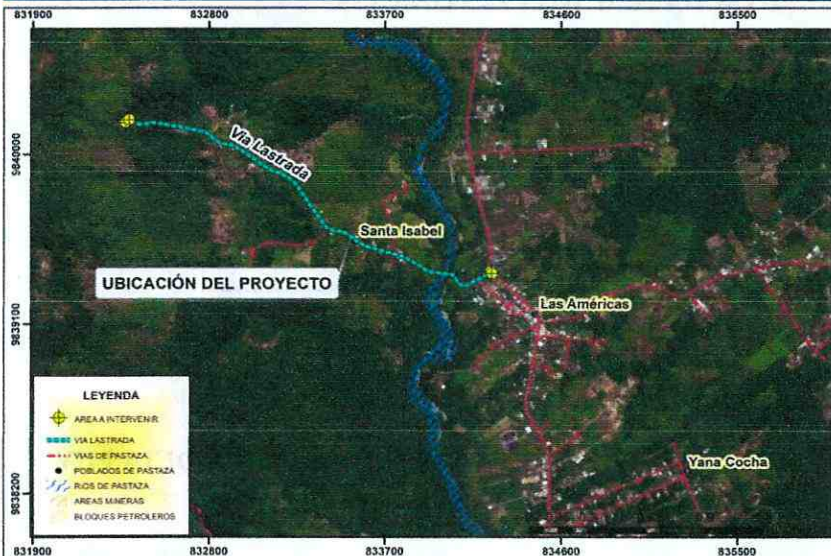 831900 832800 833700 834600 835500
9840000
Via Lastrada
Santa Isabel
UBICACIÓN DEL PROYECTO
Las Américas
9839100
LEYENDA
AREA A INTERVENIR
VIA LASTRADA
VIAS DE PASTAZA
POBLADOS DE PASTAZA
RIOS DE PASTAZA
AREAS MINERAS
BLOQUES PETROLEROS
Yana Cocha
9838200
831900 832800 833700 834600 835500